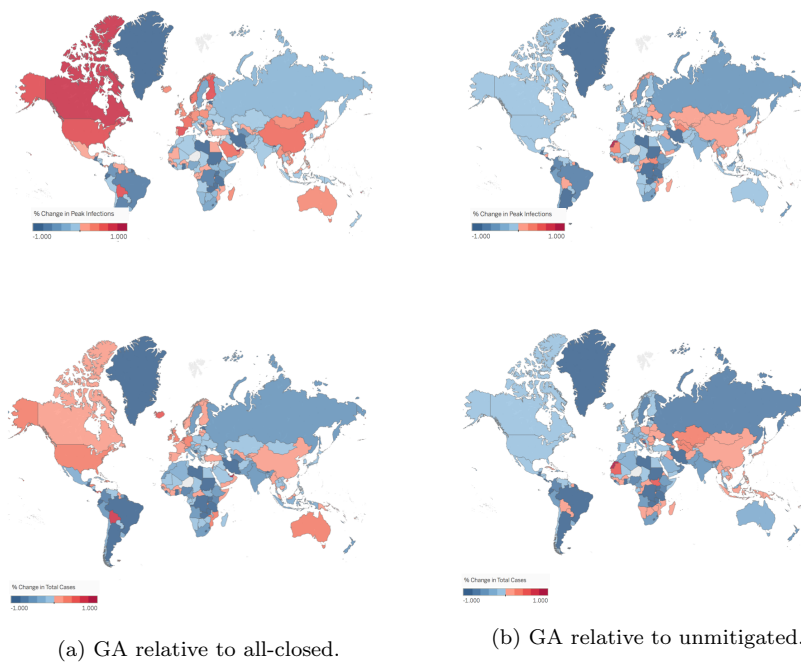 % Change in Peak Infections
-1.000 1.000
% Change in Peak Infections
-1.000 1.000
% Change in Total Cases
-1.000 1.000
% Change in Total Cases
-1.000 1.000
(a) GA relative to all-closed.
(b) GA relative to unmitigated.